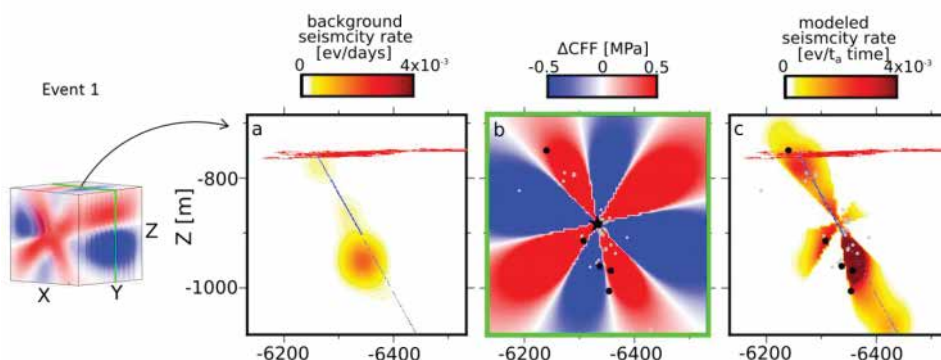 background
seismcity rate
[ev/days]
0 4x10⁻³
ΔCFF [MPa]
-0.5 0.5
modeled
seismcity rate
[ev/tₐ time]
0 4x10⁻³
Event 1
a
b
c
-800
-1000
Z [m]
Z
X
Y
-6200 -6400
-6200 -6400
-6200 -6400